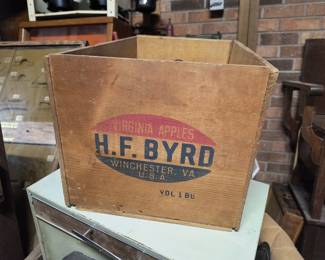 VIRGINIA APPLES
H.F. BYRD
WINCHESTER, VA.
U.S.A.
VOL 1 BU